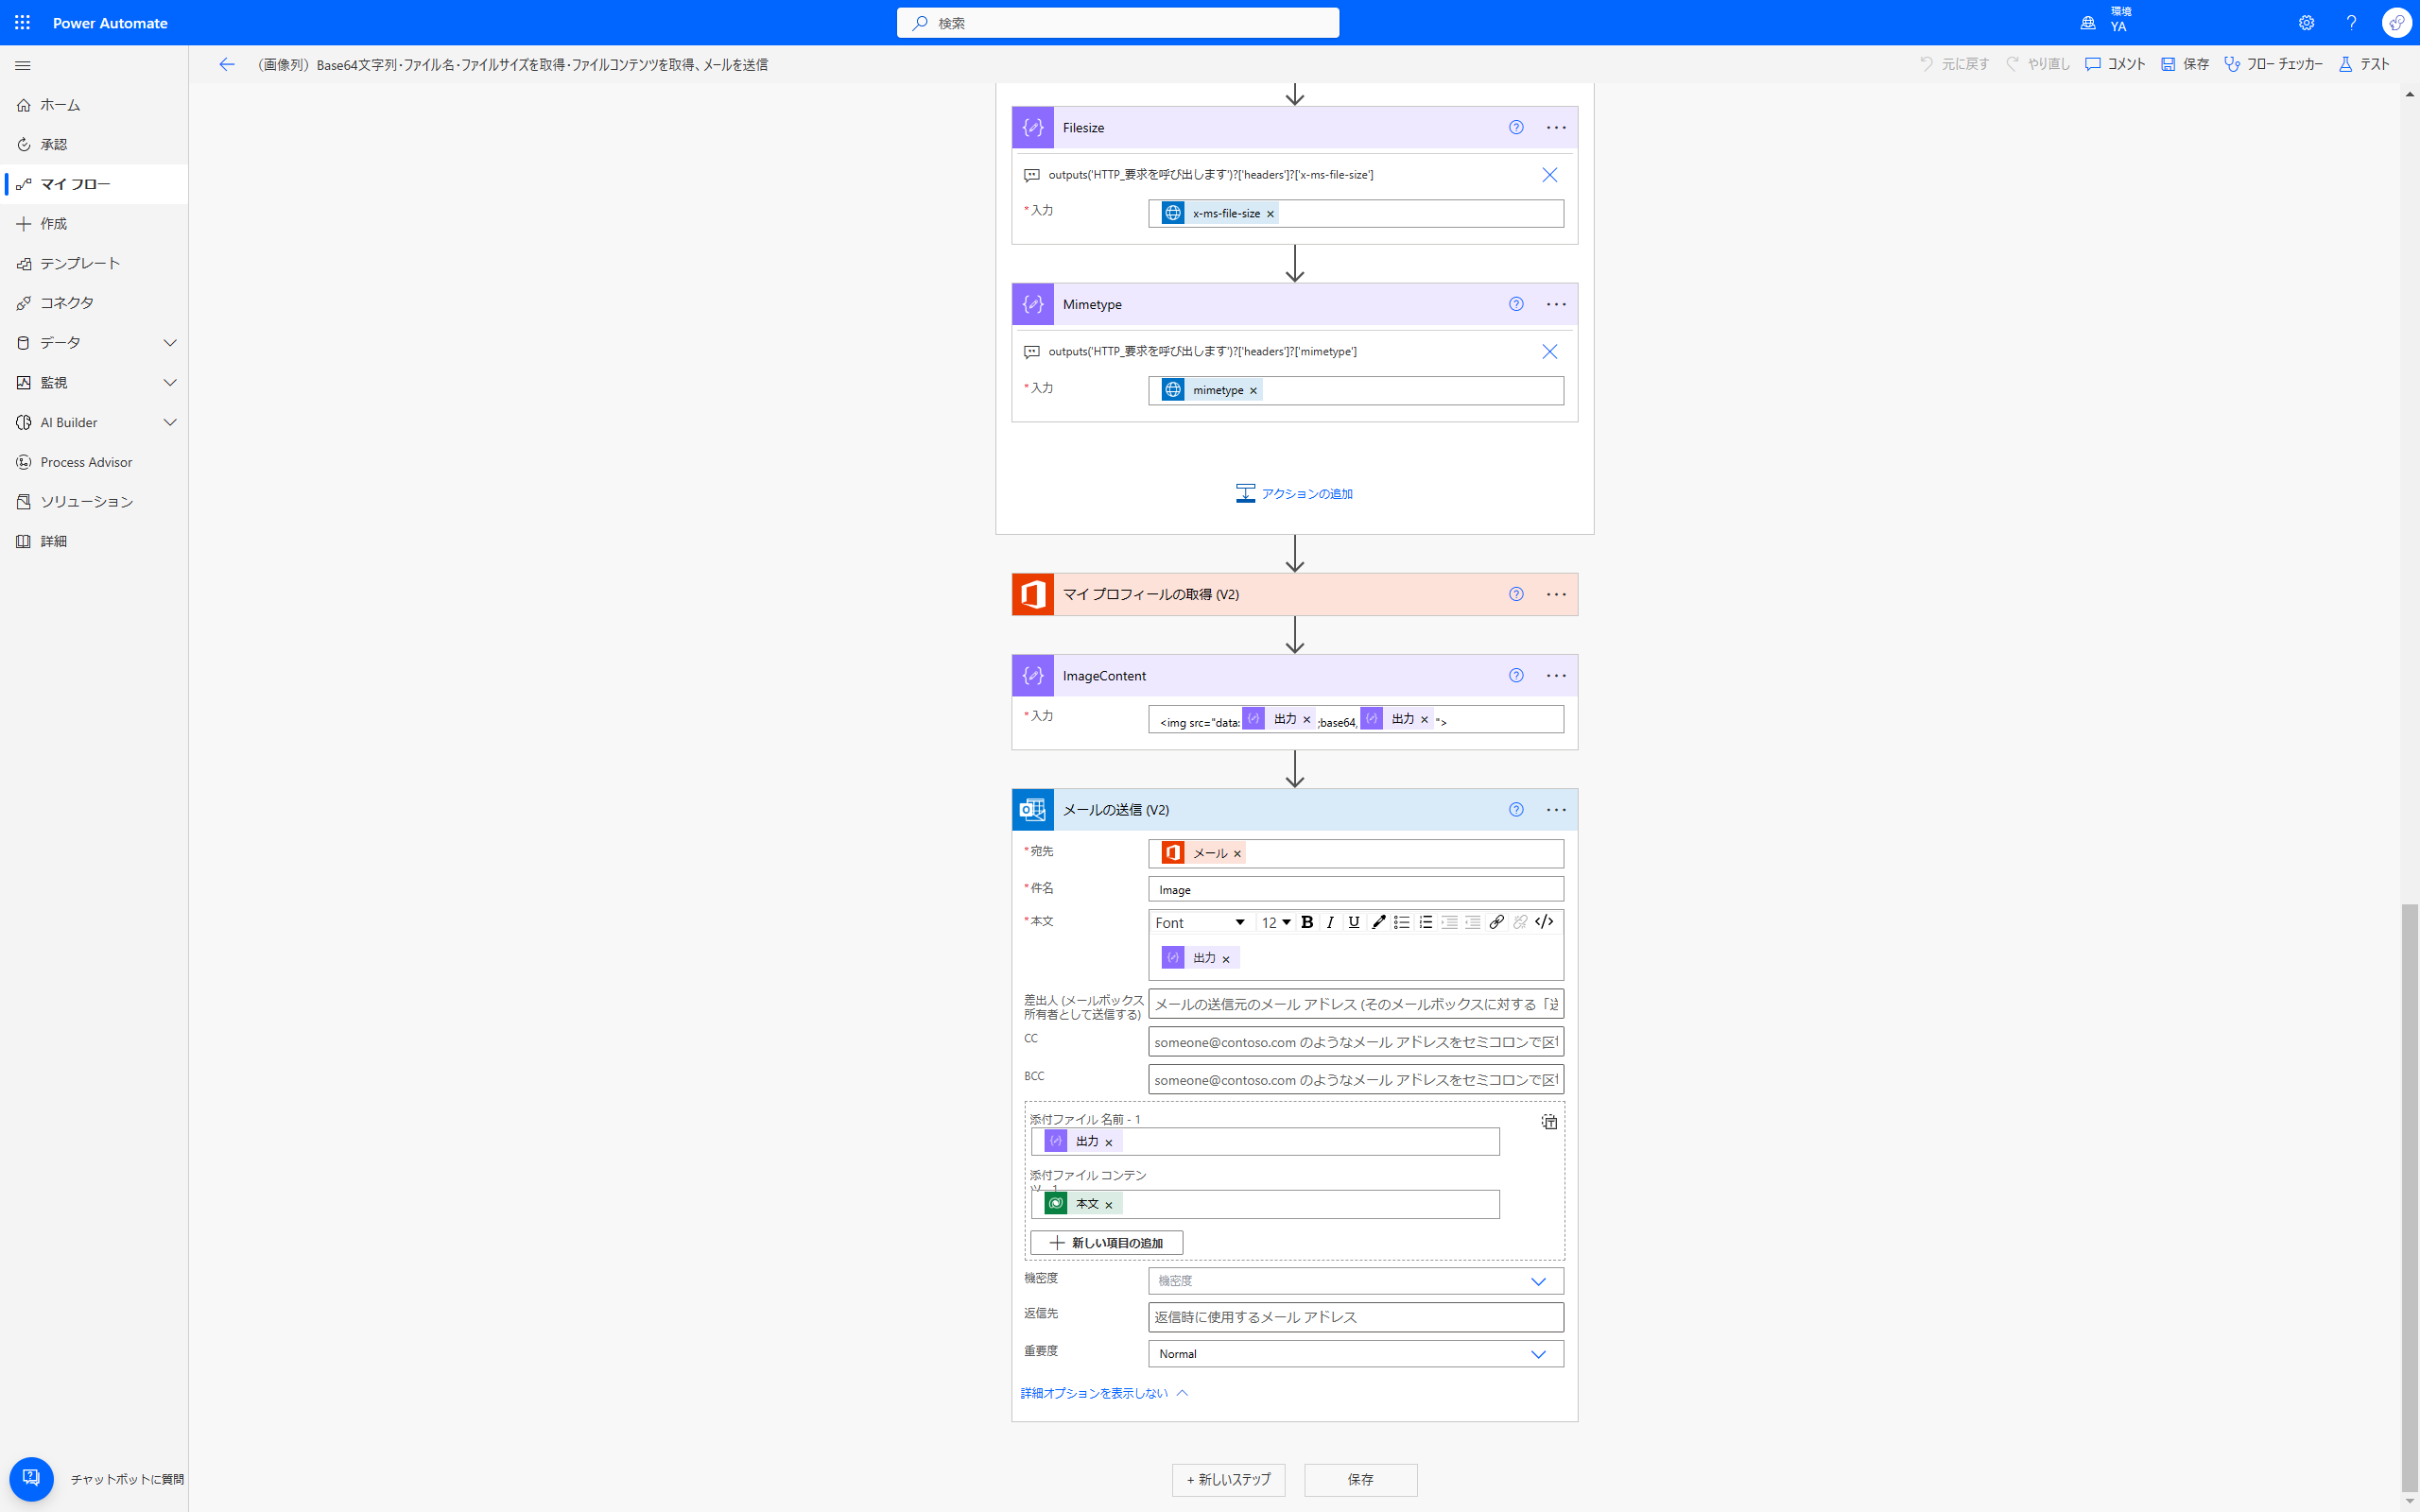 Power Automate
検索
環境
YA
（画像列）Base64文字列・ファイル名・ファイルサイズを取得・ファイルコンテンツを取得、メールを送信
元に戻す
やり直し
コメント
保存
フロー チェッカー
テスト
ホーム
承認
マイ フロー
作成
テンプレート
コネクタ
データ
監視
AI Builder
Process Advisor
ソリューション
詳細
チャットボットに質問
Filesize
outputs('HTTP_要求を呼び出します')?['headers']?['x-ms-file-size']
*入力
x-ms-file-size ×
Mimetype
outputs('HTTP_要求を呼び出します')?['headers']?['mimetype']
*入力
mimetype ×
アクションの追加
マイ プロフィールの取得 (V2)
ImageContent
*入力
<img src="data: 出力 × ;base64, 出力 × ">
メールの送信 (V2)
*宛先
メール ×
*件名
Image
*本文
Font 12 B I U </>
出力 ×
差出人 (メールボックス
所有者として送信する)
メールの送信元のメール アドレス (そのメールボックスに対する「送
CC
someone@contoso.com のようなメール アドレスをセミコロンで区切
BCC
someone@contoso.com のようなメール アドレスをセミコロンで区切
添付ファイル 名前 - 1
出力 ×
添付ファイル コンテン
ツ - 1
本文 ×
新しい項目の追加
機密度
機密度
返信先
返信時に使用するメール アドレス
重要度
Normal
詳細オプションを表示しない
+ 新しいステップ
保存